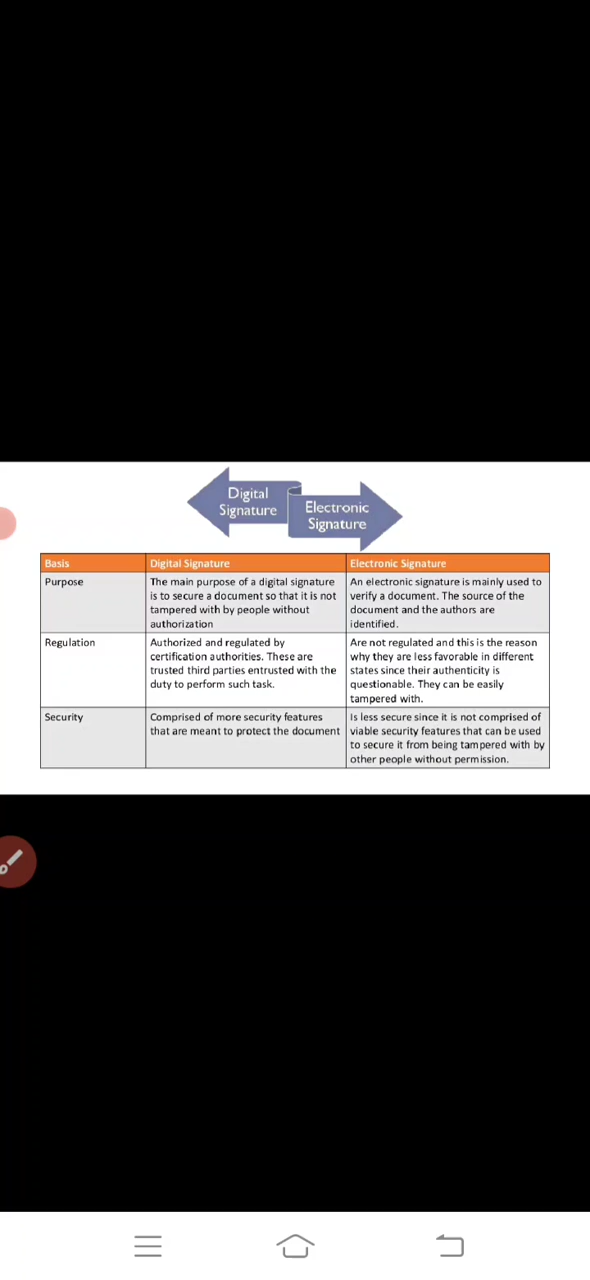 Digital
Signature
Electronic
Signature
Basis
Digital Signature
Electronic Signature
Purpose
The main purpose of a digital signature
is to secure a document so that it is not
tampered with by people without
authorization
An electronic signature is mainly used to
verify a document. The source of the
document and the authors are
identified.
Regulation
Authorized and regulated by
certification authorities. These are
trusted third parties entrusted with the
duty to perform such task.
Are not regulated and this is the reason
why they are less favorable in different
states since their authenticity is
questionable. They can be easily
tampered with.
Security
Comprised of more security features
that are meant to protect the document
Is less secure since it is not comprised of
viable security features that can be used
to secure it from being tampered with by
other people without permission.